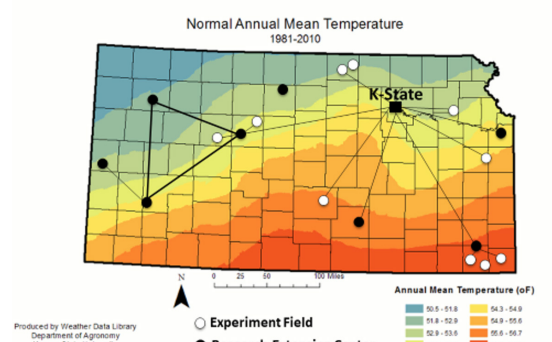 Normal Annual Mean Temperature
1981-2010
K-State
N
0 25 50 100 Miles
Annual Mean Temperature (oF)
50.5 - 51.8
54.3 - 54.9
51.8 - 52.9
54.9 - 55.6
52.9 - 53.6
55.6 - 56.7
Experiment Field
Produced by Weather Data Library
Department of Agronomy